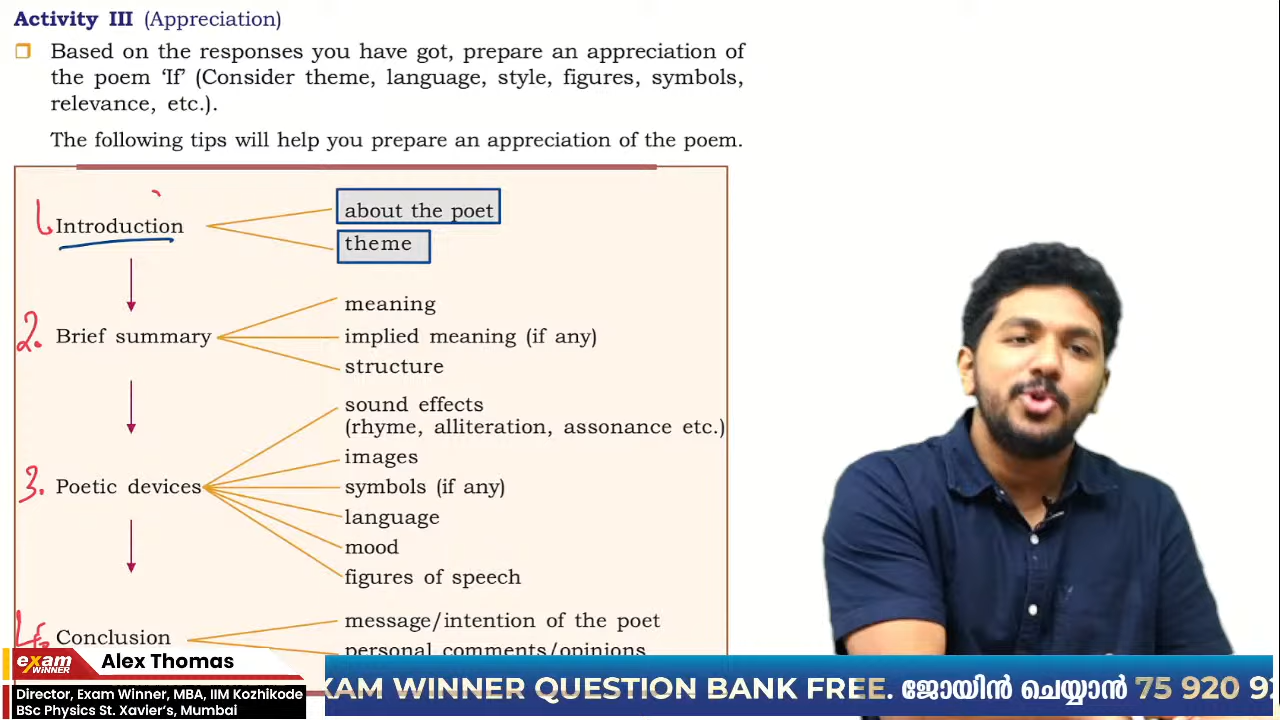 Activity III (Appreciation)
❐ Based on the responses you have got, prepare an appreciation of
the poem ‘If’ (Consider theme, language, style, figures, symbols,
relevance, etc.).
The following tips will help you prepare an appreciation of the poem.
1. Introduction
about the poet
theme
2. Brief summary
meaning
implied meaning (if any)
structure
3. Poetic devices
sound effects
(rhyme, alliteration, assonance etc.)
images
symbols (if any)
language
mood
figures of speech
4. Conclusion
message/intention of the poet
personal comments/opinions
exam WINNER
Alex Thomas
Director, Exam Winner, MBA, IIM Kozhikode
BSc Physics St. Xavier’s, Mumbai
XAM WINNER QUESTION BANK FREE. ജോയിൻ ചെയ്യാൻ 75 920 92